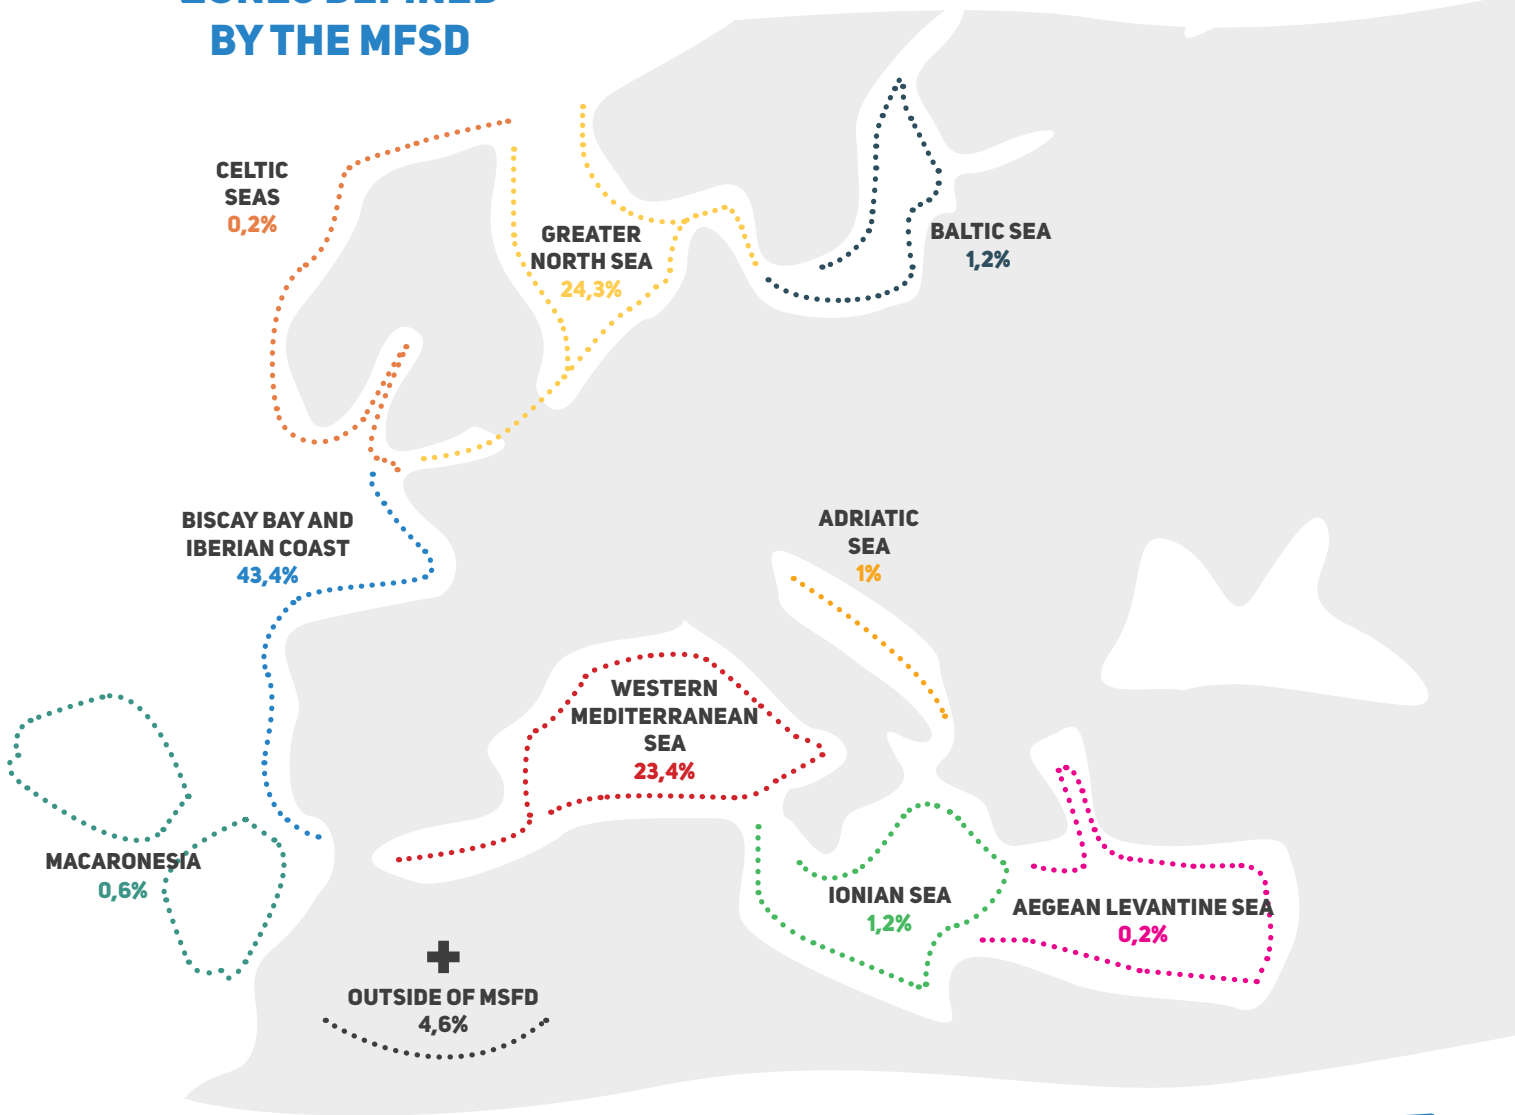 ZONES DEFINED
BY THE MFSD
CELTIC
SEAS
0,2%
GREATER
NORTH SEA
24,3%
BALTIC SEA
1,2%
BISCAY BAY AND
IBERIAN COAST
43,4%
ADRIATIC
SEA
1%
WESTERN
MEDITERRANEAN
SEA
23,4%
MACARONESIA
0,6%
IONIAN SEA
1,2%
AEGEAN LEVANTINE SEA
0,2%
OUTSIDE OF MSFD
4,6%